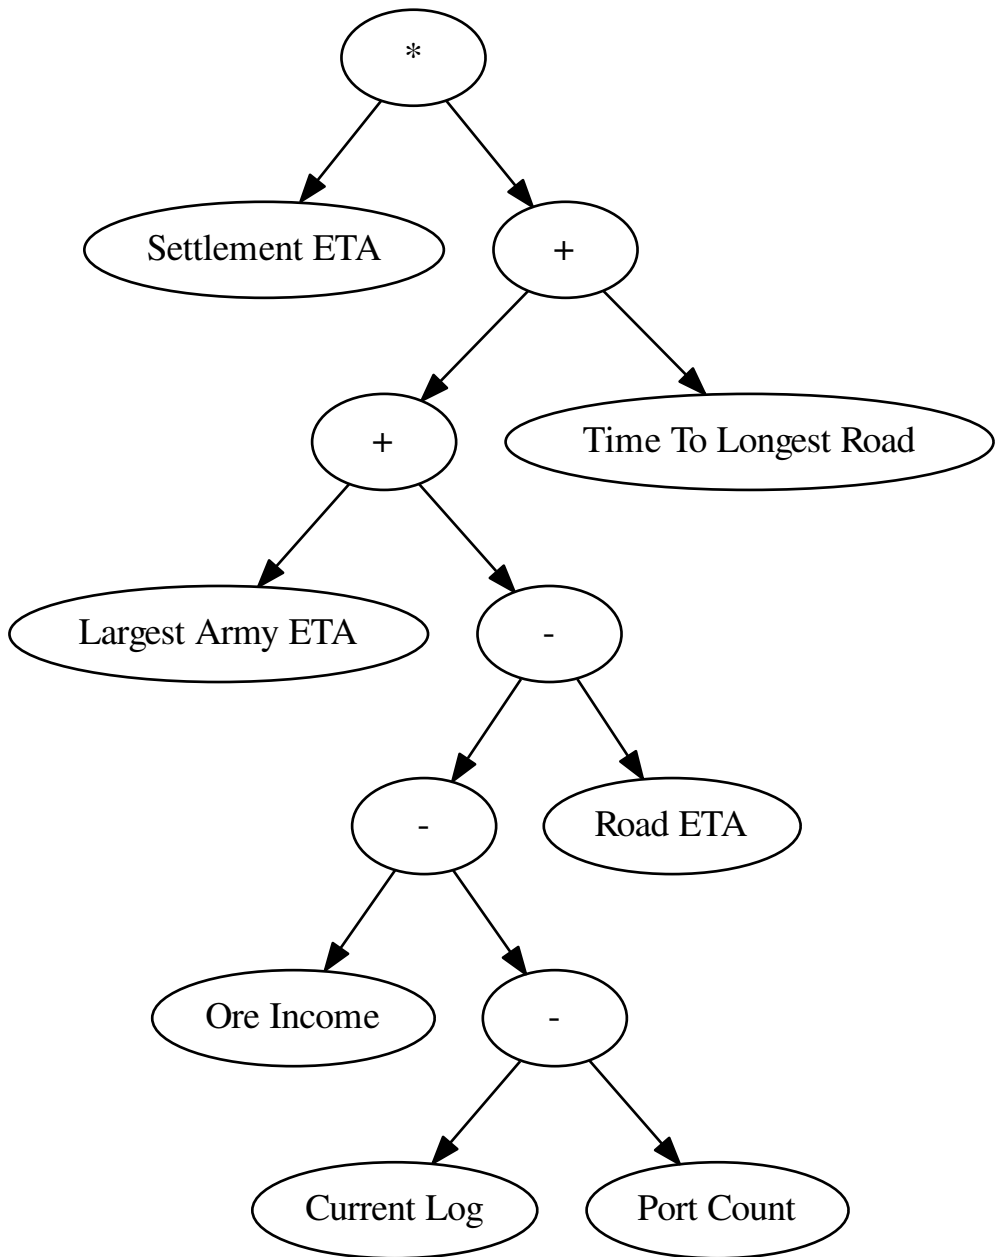 *
Settlement ETA
+
+
Time To Longest Road
Largest Army ETA
-
-
Road ETA
Ore Income
-
Current Log
Port Count